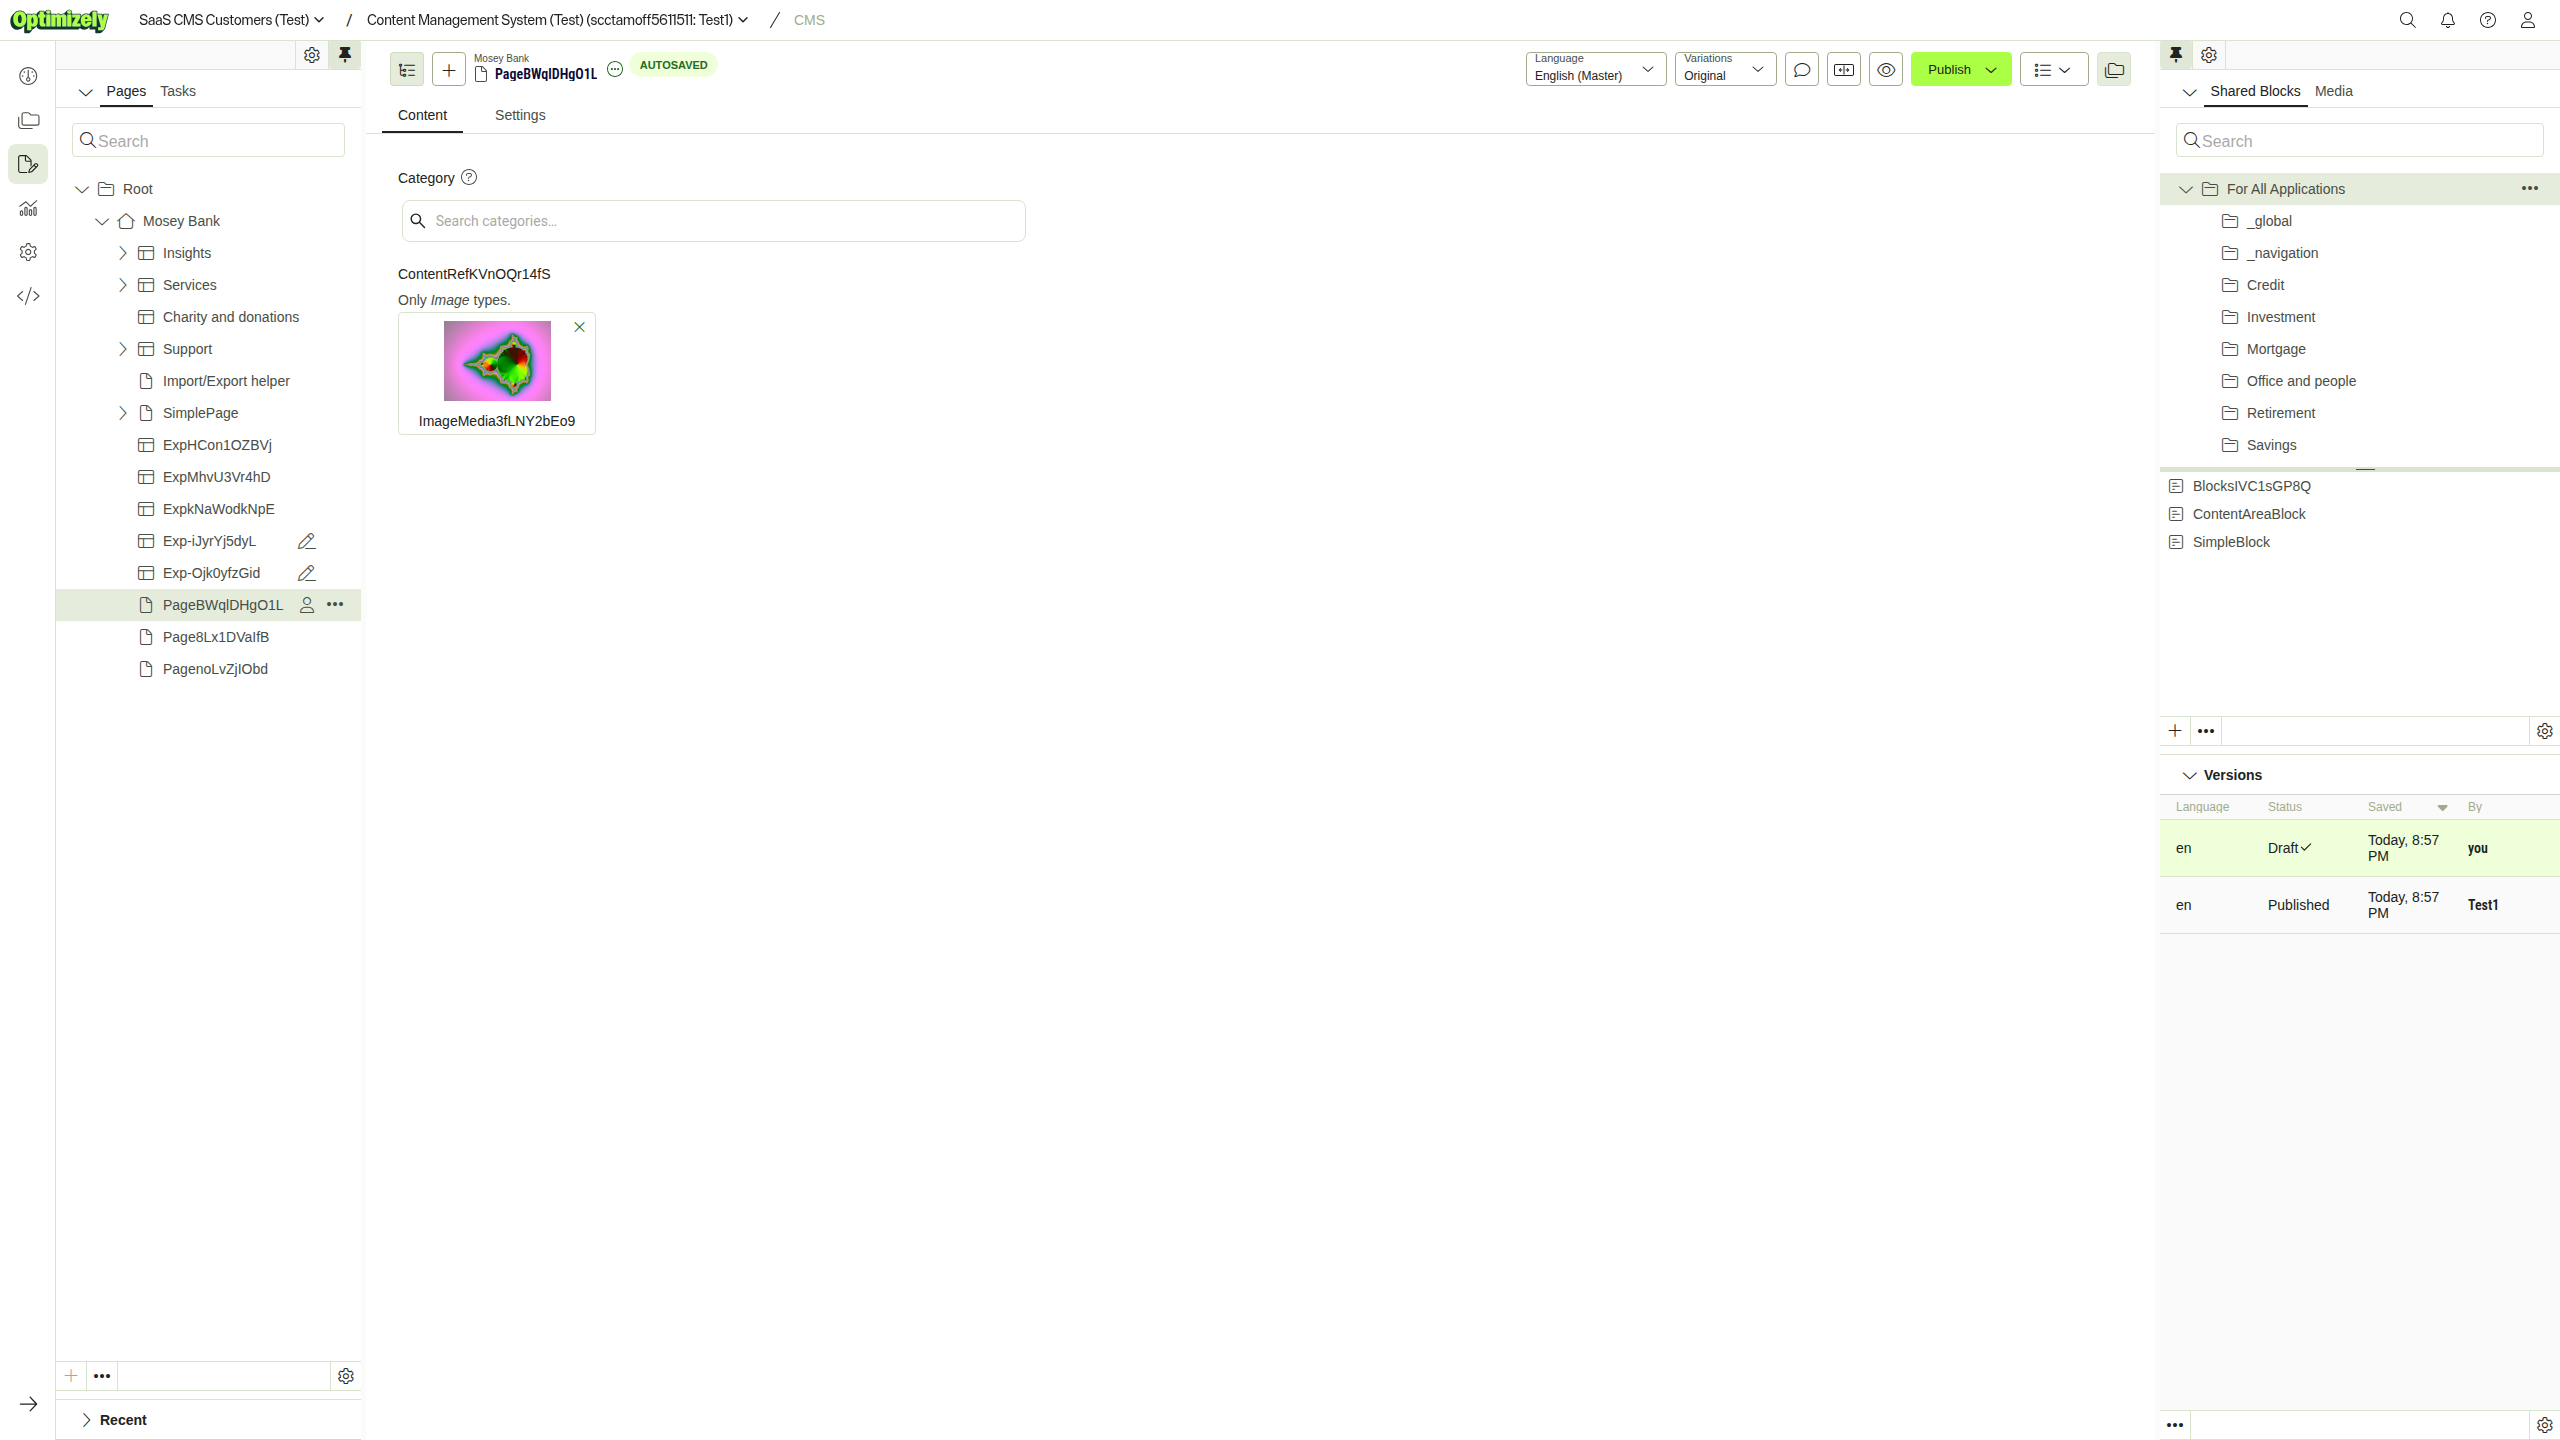 Optimizely
SaaS CMS Customers (Test)
/
Content Management System (Test) (scctamoff5611511: Test1)
/
CMS
Pages
Tasks
Search
Root
Mosey Bank
Insights
Services
Charity and donations
Support
Import/Export helper
SimplePage
ExpHCon1OZBVj
ExpMhvU3Vr4hD
ExpkNaWodkNpE
Exp-iJyrYj5dyL
Exp-Ojk0yfzGid
PageBWqlDHgO1L
Page8Lx1DVaIfB
PagenoLvZjIObd
Recent
Mosey Bank
PageBWqlDHgO1L
AUTOSAVED
Language
English (Master)
Variations
Original
Publish
Content
Settings
Category
Search categories...
ContentRefKVnOQr14fS
Only Image types.
ImageMedia3fLNY2bEo9
Shared Blocks
Media
Search
For All Applications
_global
_navigation
Credit
Investment
Mortgage
Office and people
Retirement
Savings
BlocksIVC1sGP8Q
ContentAreaBlock
SimpleBlock
Versions
Language Status Saved By
en Draft Today, 8:57 PM you
en Published Today, 8:57 PM Test1